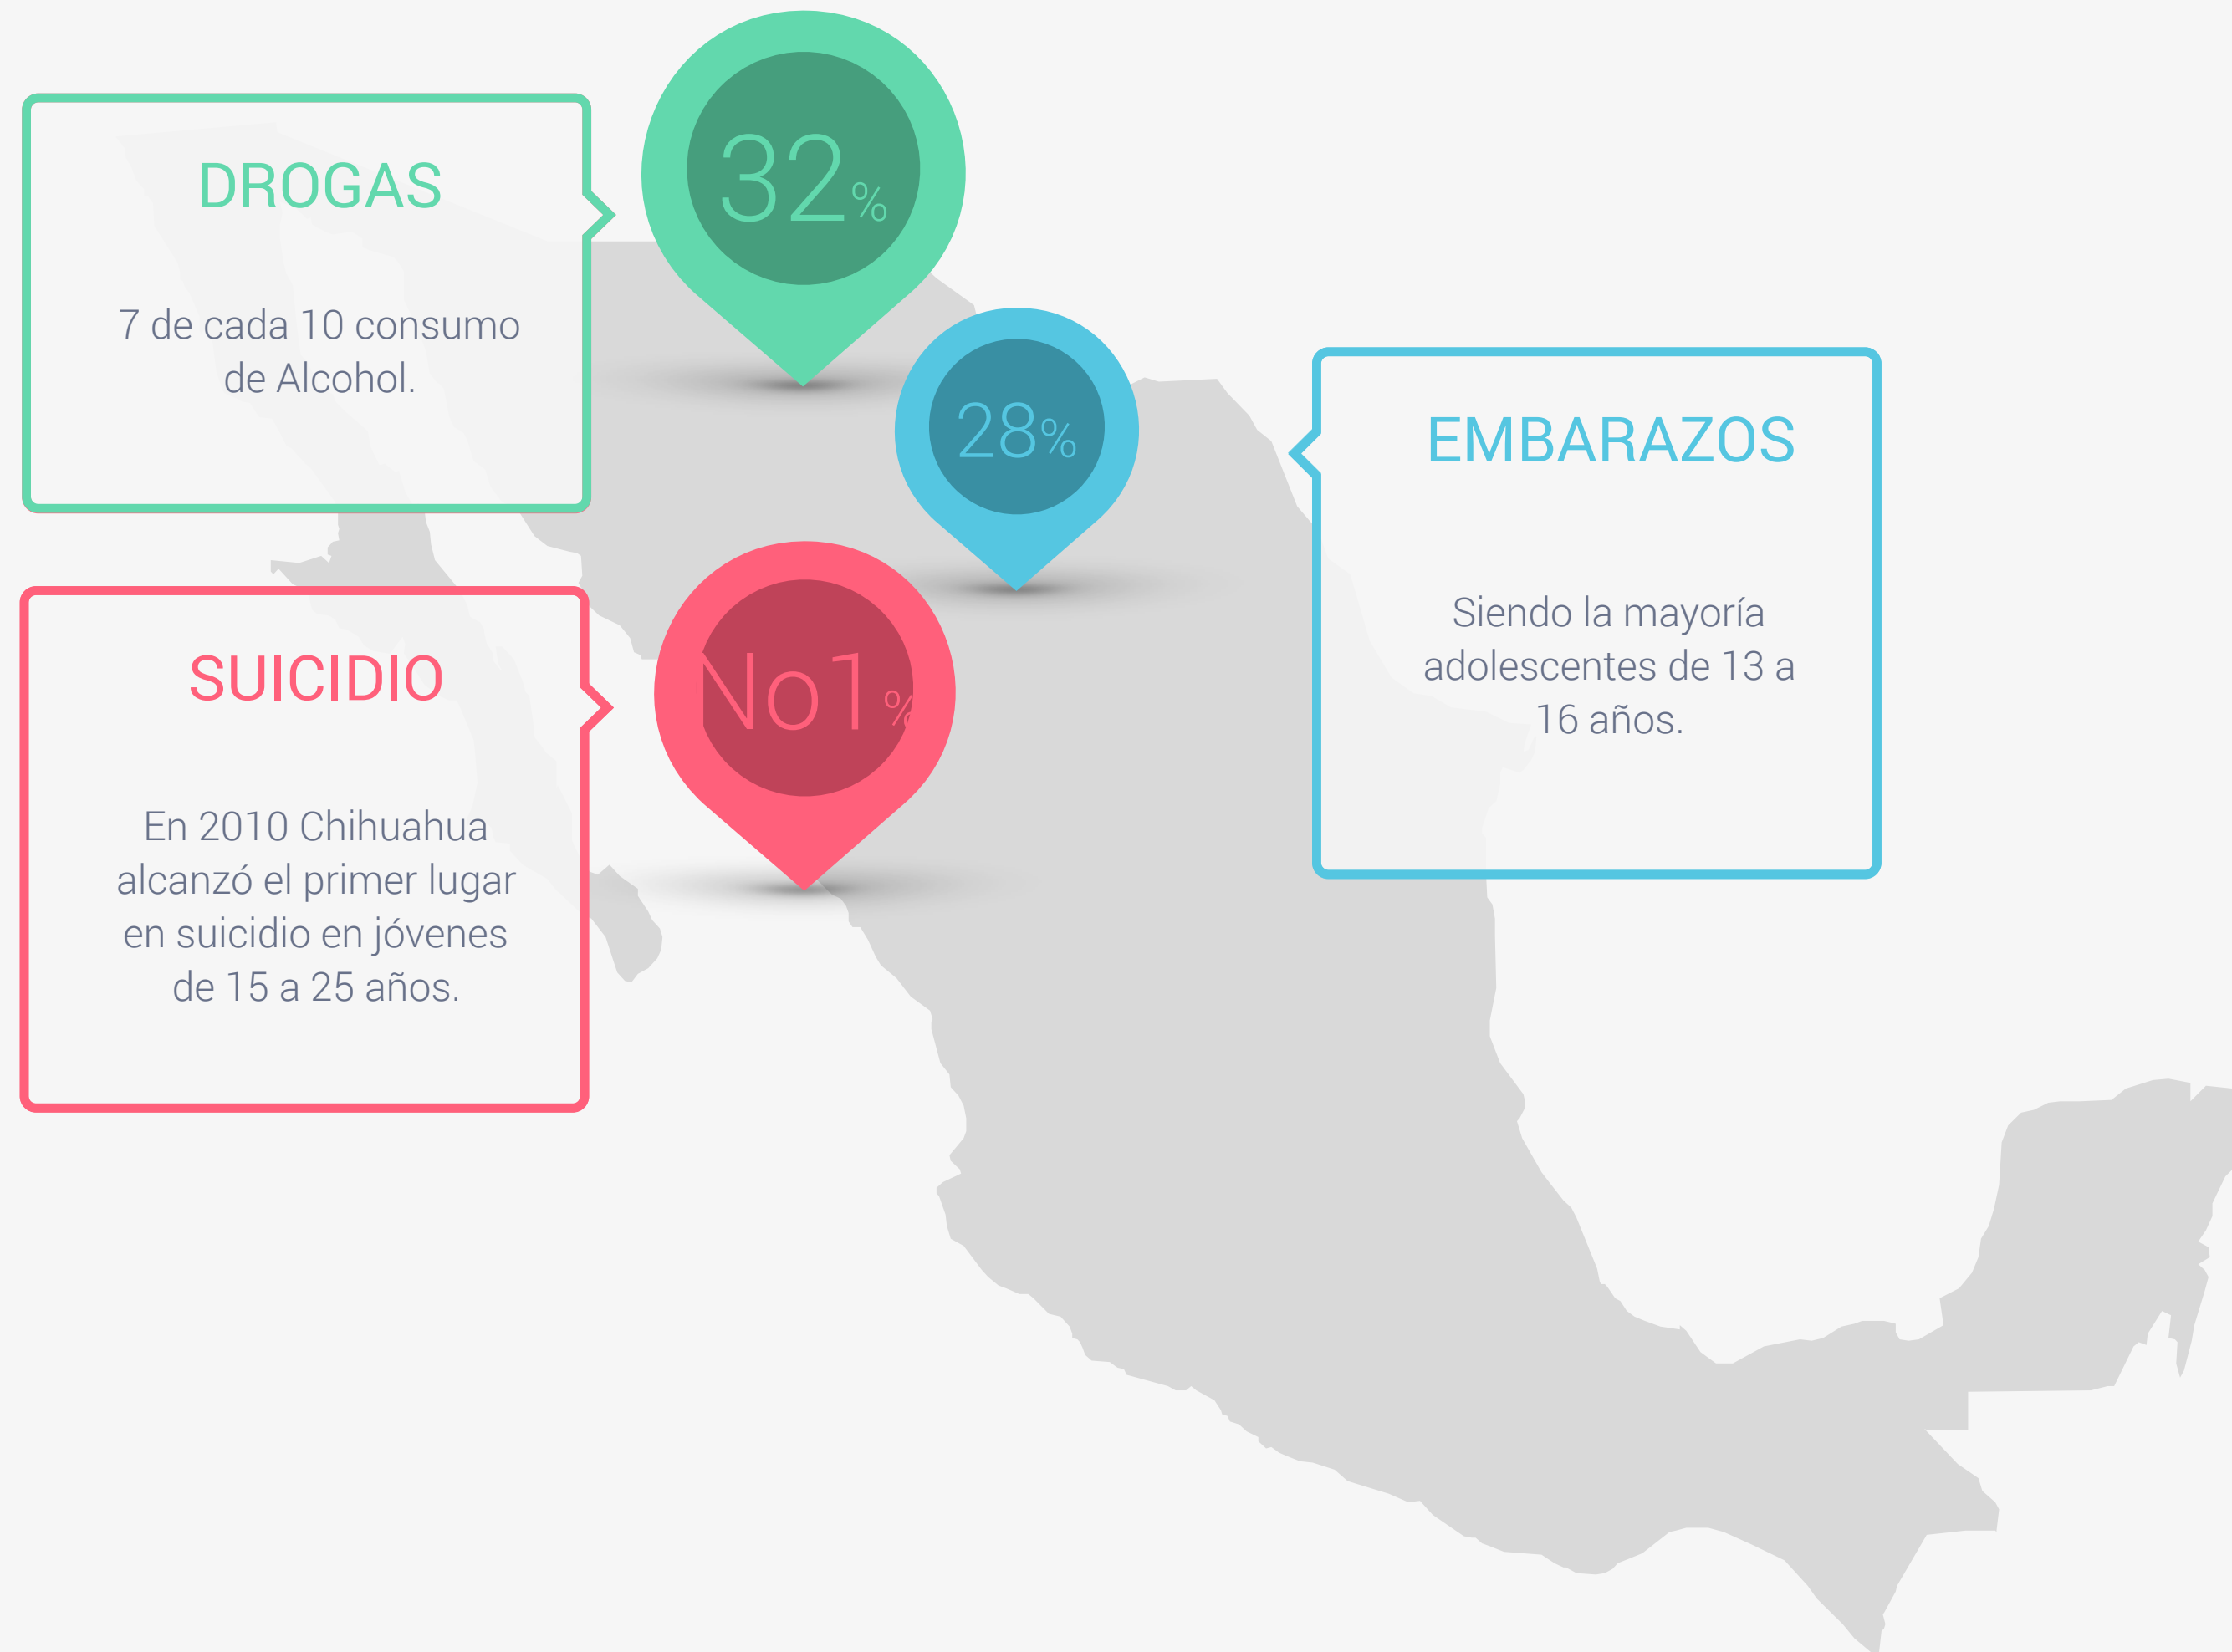 DROGAS
7 de cada 10 consumo
de Alcohol.
32%
28%
EMBARAZOS
Siendo la mayoría
adolescentes de 13 a
16 años.
No1%
SUICIDIO
En 2010 Chihuahua
alcanzó el primer lugar
en suicidio en jóvenes
de 15 a 25 años.